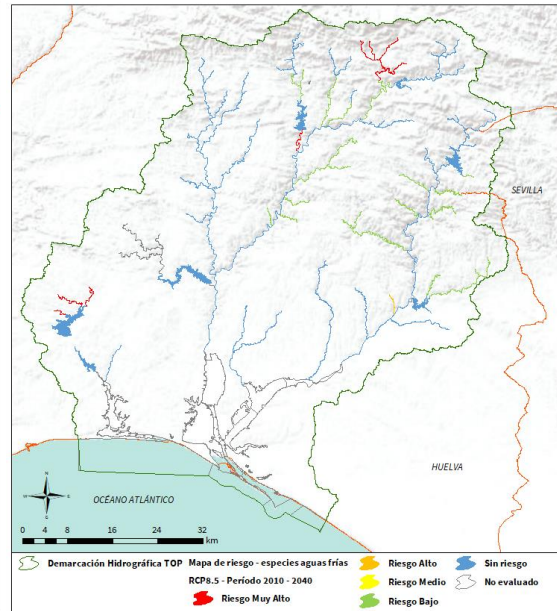 SEVILLA
HUELVA
OCÉANO ATLÁNTICO
N
W E
S
0 4 8 16 24 32
km
Demarcación Hidrográfica TOP
Mapa de riesgo - especies aguas frías
RCP8.5 - Período 2010 - 2040
Riesgo Muy Alto
Riesgo Alto
Riesgo Medio
Riesgo Bajo
Sin riesgo
No evaluado